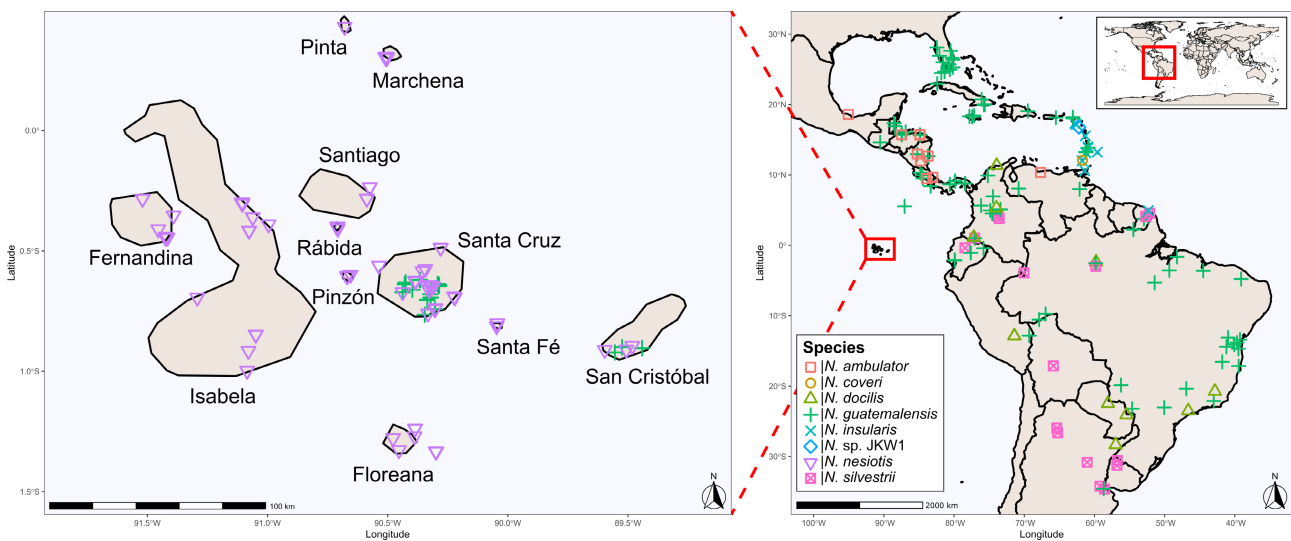 Pinta
Marchena
Santiago
Santa Cruz
Fernandina
Rábida
Pinzón
Santa Fé
San Cristóbal
Isabela
Floreana
0.0°
0.5°S
1.0°S
1.5°S
Latitude
91.5°W
91.0°W
90.5°W
90.0°W
89.5°W
Longitude
100 km
N
30°N
20°N
10°N
0°
10°S
20°S
30°S
Latitude
Species
|N. ambulator
|N. coveri
|N. docilis
|N. guatemalensis
|N. insularis
|N. sp. JKW1
|N. nesiotis
|N. silvestrii
2000 km
N
100°W
90°W
80°W
70°W
60°W
50°W
40°W
Longitude